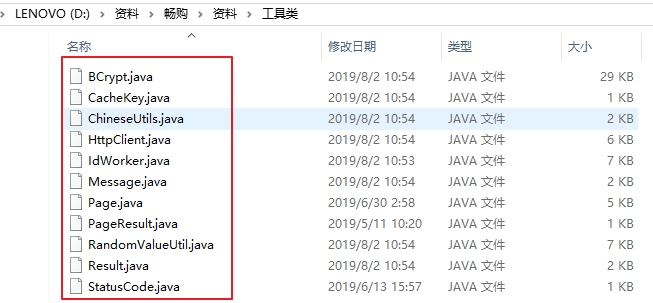 LENOVO (D:) > 资料 > 畅购 > 资料 > 工具类
名称 修改日期 类型 大小
BCrypt.java 2019/8/2 10:54 JAVA 文件 29 KB
CacheKey.java 2019/8/2 10:54 JAVA 文件 1 KB
ChineseUtils.java 2019/8/2 10:54 JAVA 文件 2 KB
HttpClient.java 2019/8/2 10:54 JAVA 文件 6 KB
IdWorker.java 2019/8/2 10:53 JAVA 文件 7 KB
Message.java 2019/8/2 10:54 JAVA 文件 1 KB
Page.java 2019/6/30 2:58 JAVA 文件 5 KB
PageResult.java 2019/5/11 10:20 JAVA 文件 1 KB
RandomValueUtil.java 2019/8/2 10:54 JAVA 文件 7 KB
Result.java 2019/8/2 10:54 JAVA 文件 2 KB
StatusCode.java 2019/6/13 15:57 JAVA 文件 1 KB